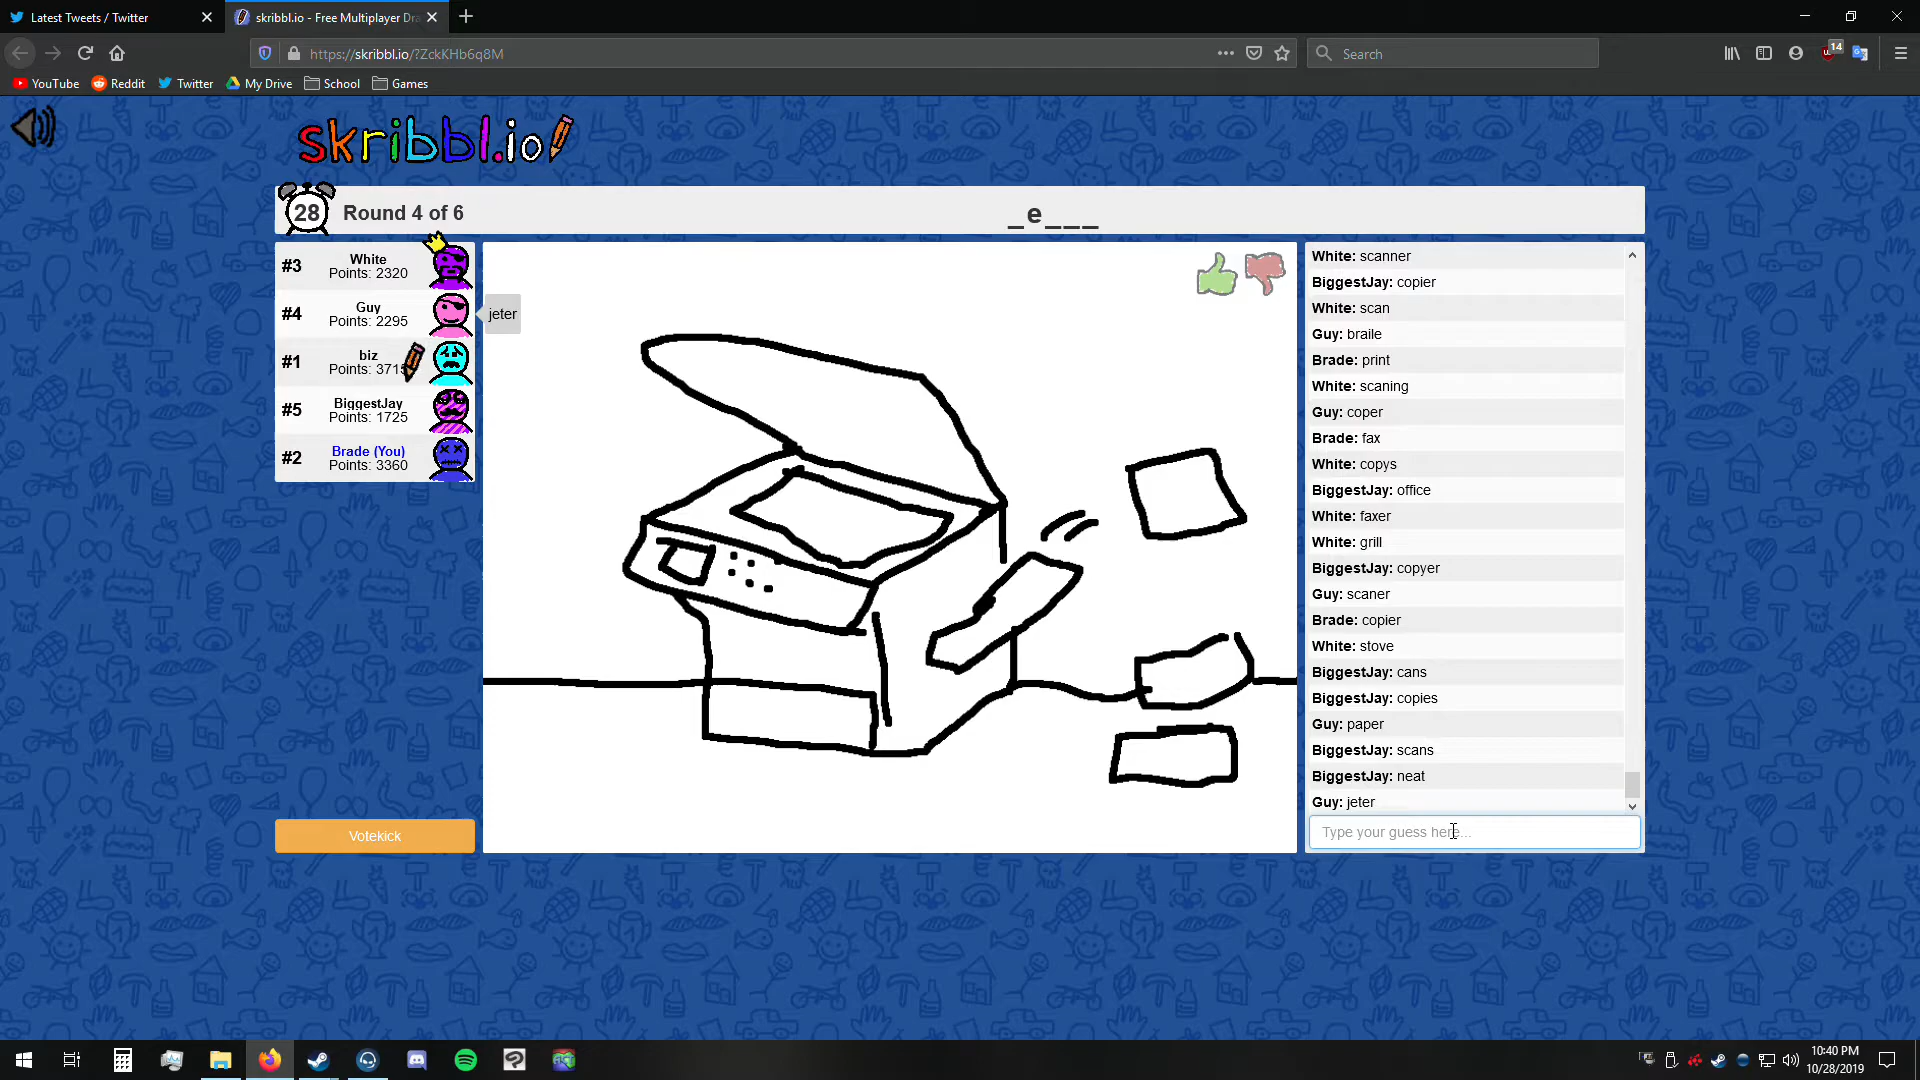 Latest Tweets / Twitter
skribbl.io - Free Multiplayer Dra
https://skribbl.io/?ZckKHb6q8M
Search
14
YouTube
Reddit
Twitter
My Drive
School
Games
skribbl.io
28
Round 4 of 6
_e___
#3
White
Points: 2320
#4
Guy
Points: 2295
jeter
#1
biz
Points: 3715
#5
BiggestJay
Points: 1725
#2
Brade (You)
Points: 3360
Votekick
White: scanner
BiggestJay: copier
White: scan
Guy: braile
Brade: print
White: scaning
Guy: coper
Brade: fax
White: copys
BiggestJay: office
White: faxer
White: grill
BiggestJay: copyer
Guy: scaner
Brade: copier
White: stove
BiggestJay: cans
BiggestJay: copies
Guy: paper
BiggestJay: scans
BiggestJay: neat
Guy: jeter
Type your guess here...
10:40 PM
10/28/2019